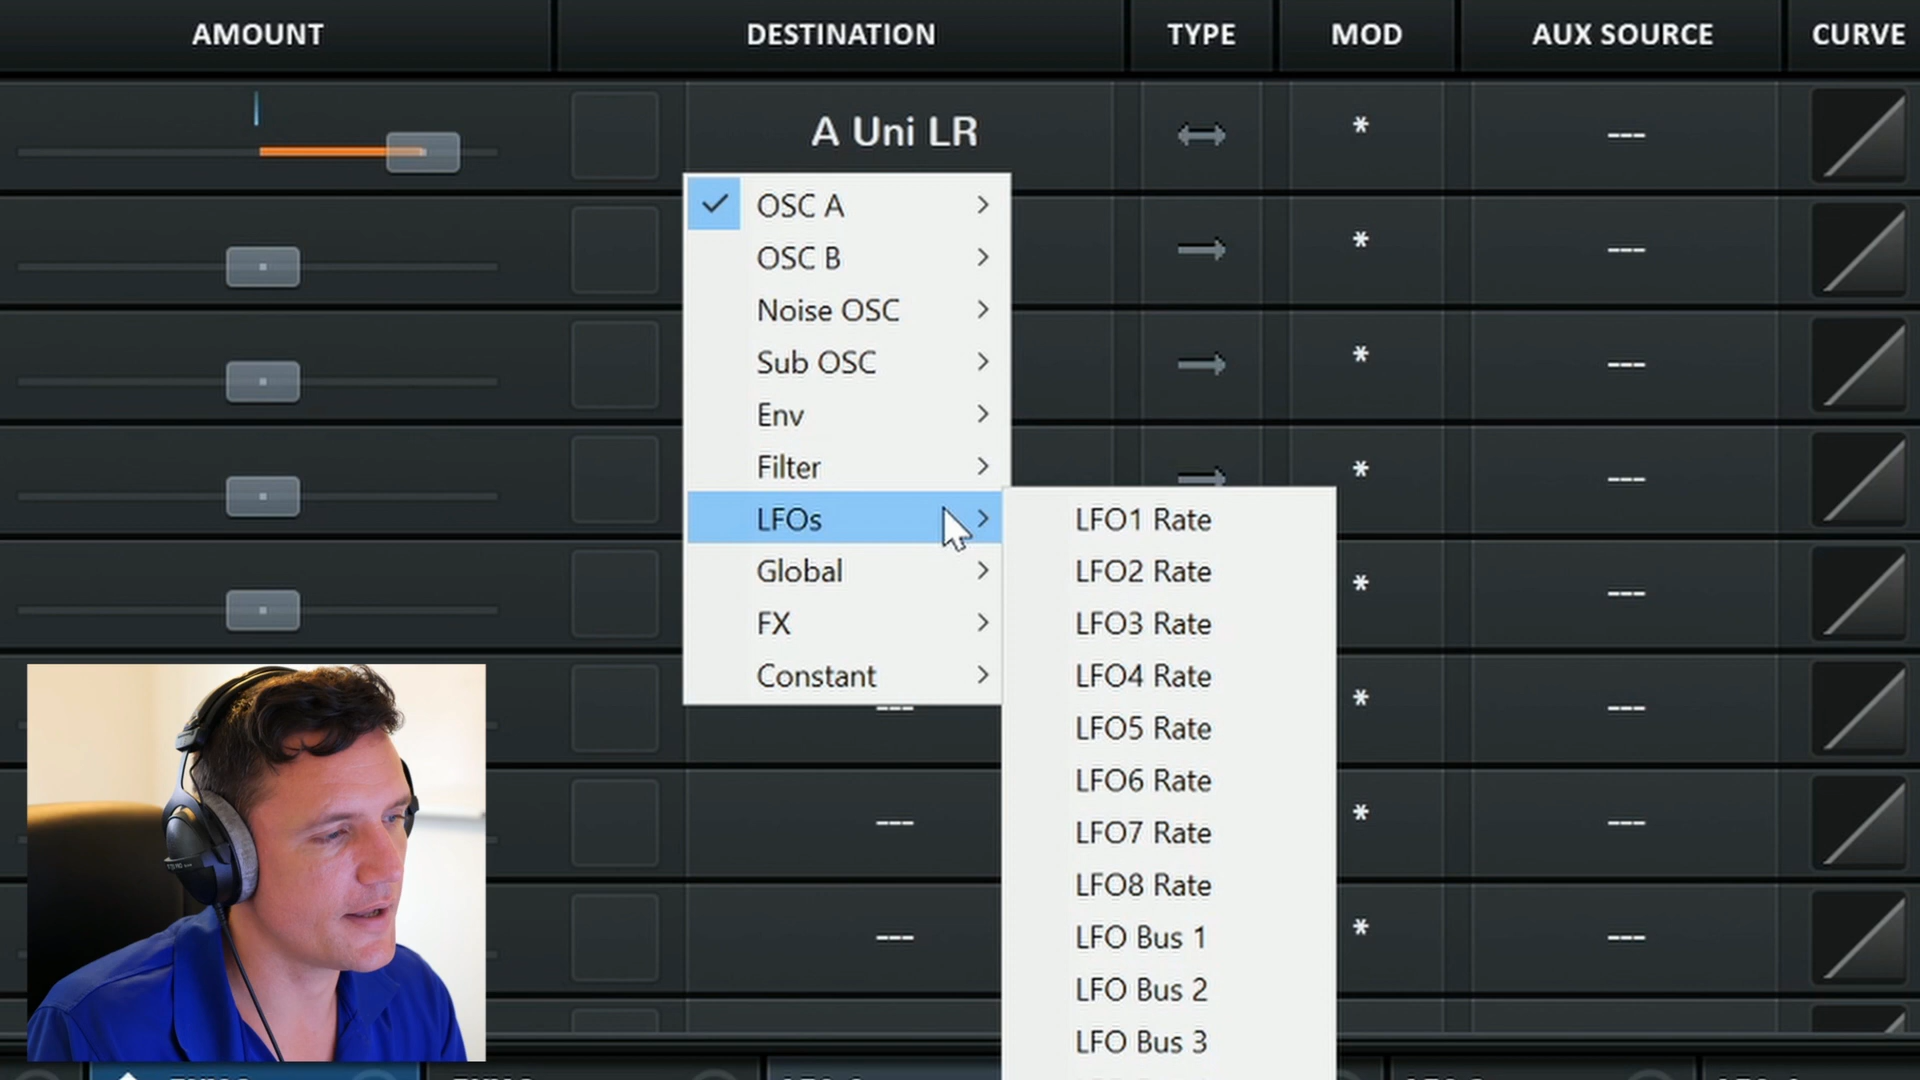 AMOUNT DESTINATION TYPE MOD AUX SOURCE CURVE
A Uni LR * ---
* ---
* ---
* ---
* ---
--- * ---
--- * ---
--- * ---
OSC A
OSC B
Noise OSC
Sub OSC
Env
Filter
LFOs
Global
FX
Constant
LFO1 Rate
LFO2 Rate
LFO3 Rate
LFO4 Rate
LFO5 Rate
LFO6 Rate
LFO7 Rate
LFO8 Rate
LFO Bus 1
LFO Bus 2
LFO Bus 3